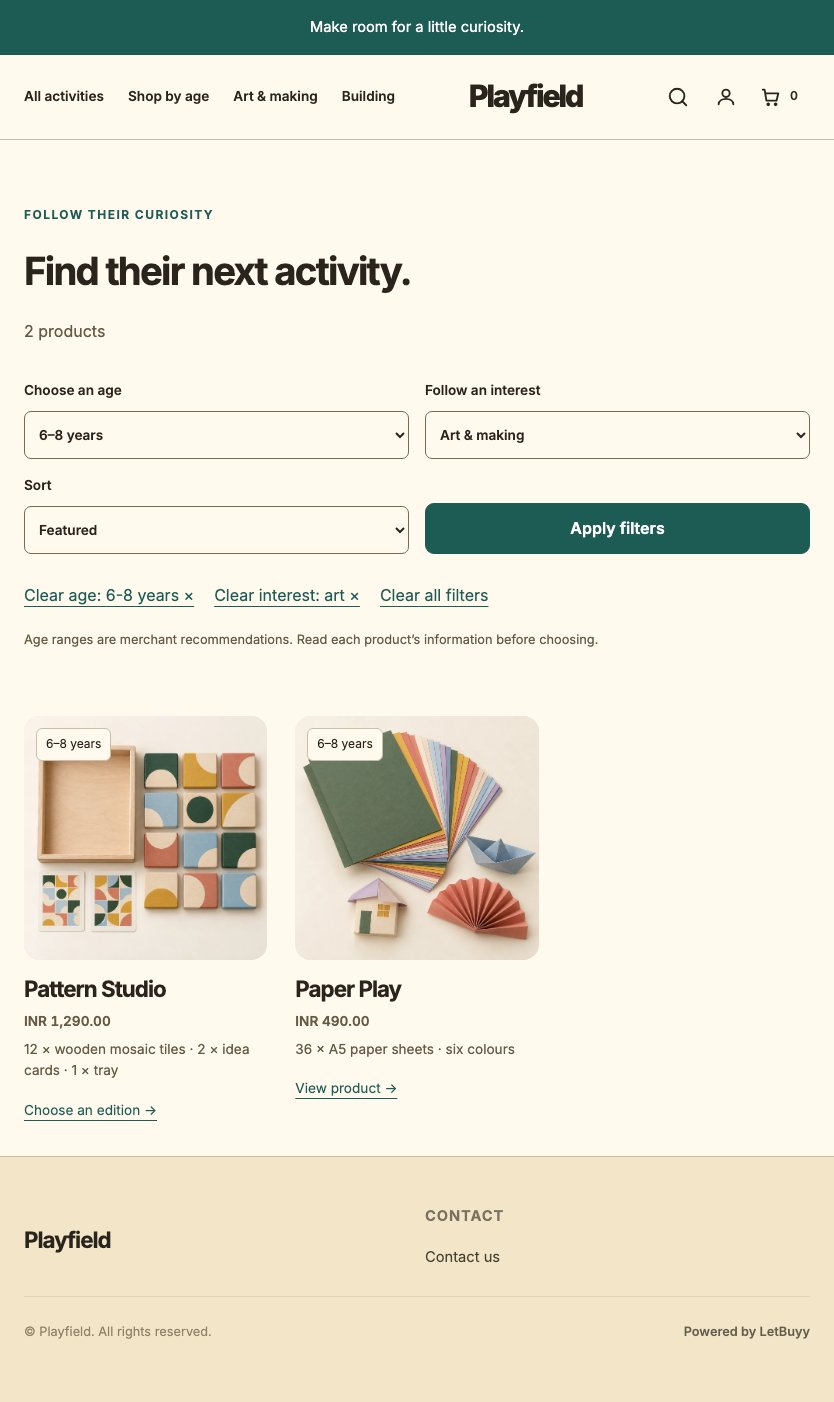 Make room for a little curiosity.
All activities
Shop by age
Art & making
Building
Playfield
0
FOLLOW THEIR CURIOSITY
Find their next activity.
2 products
Choose an age
Follow an interest
6–8 years
Art & making
Sort
Featured
Apply filters
Clear age: 6-8 years ×
Clear interest: art ×
Clear all filters
Age ranges are merchant recommendations. Read each product’s information before choosing.
6–8 years
6–8 years
Pattern Studio
INR 1,290.00
12 × wooden mosaic tiles · 2 × idea
cards · 1 × tray
Choose an edition →
Paper Play
INR 490.00
36 × A5 paper sheets · six colours
View product →
Playfield
CONTACT
Contact us
© Playfield. All rights reserved.
Powered by LetBuyy